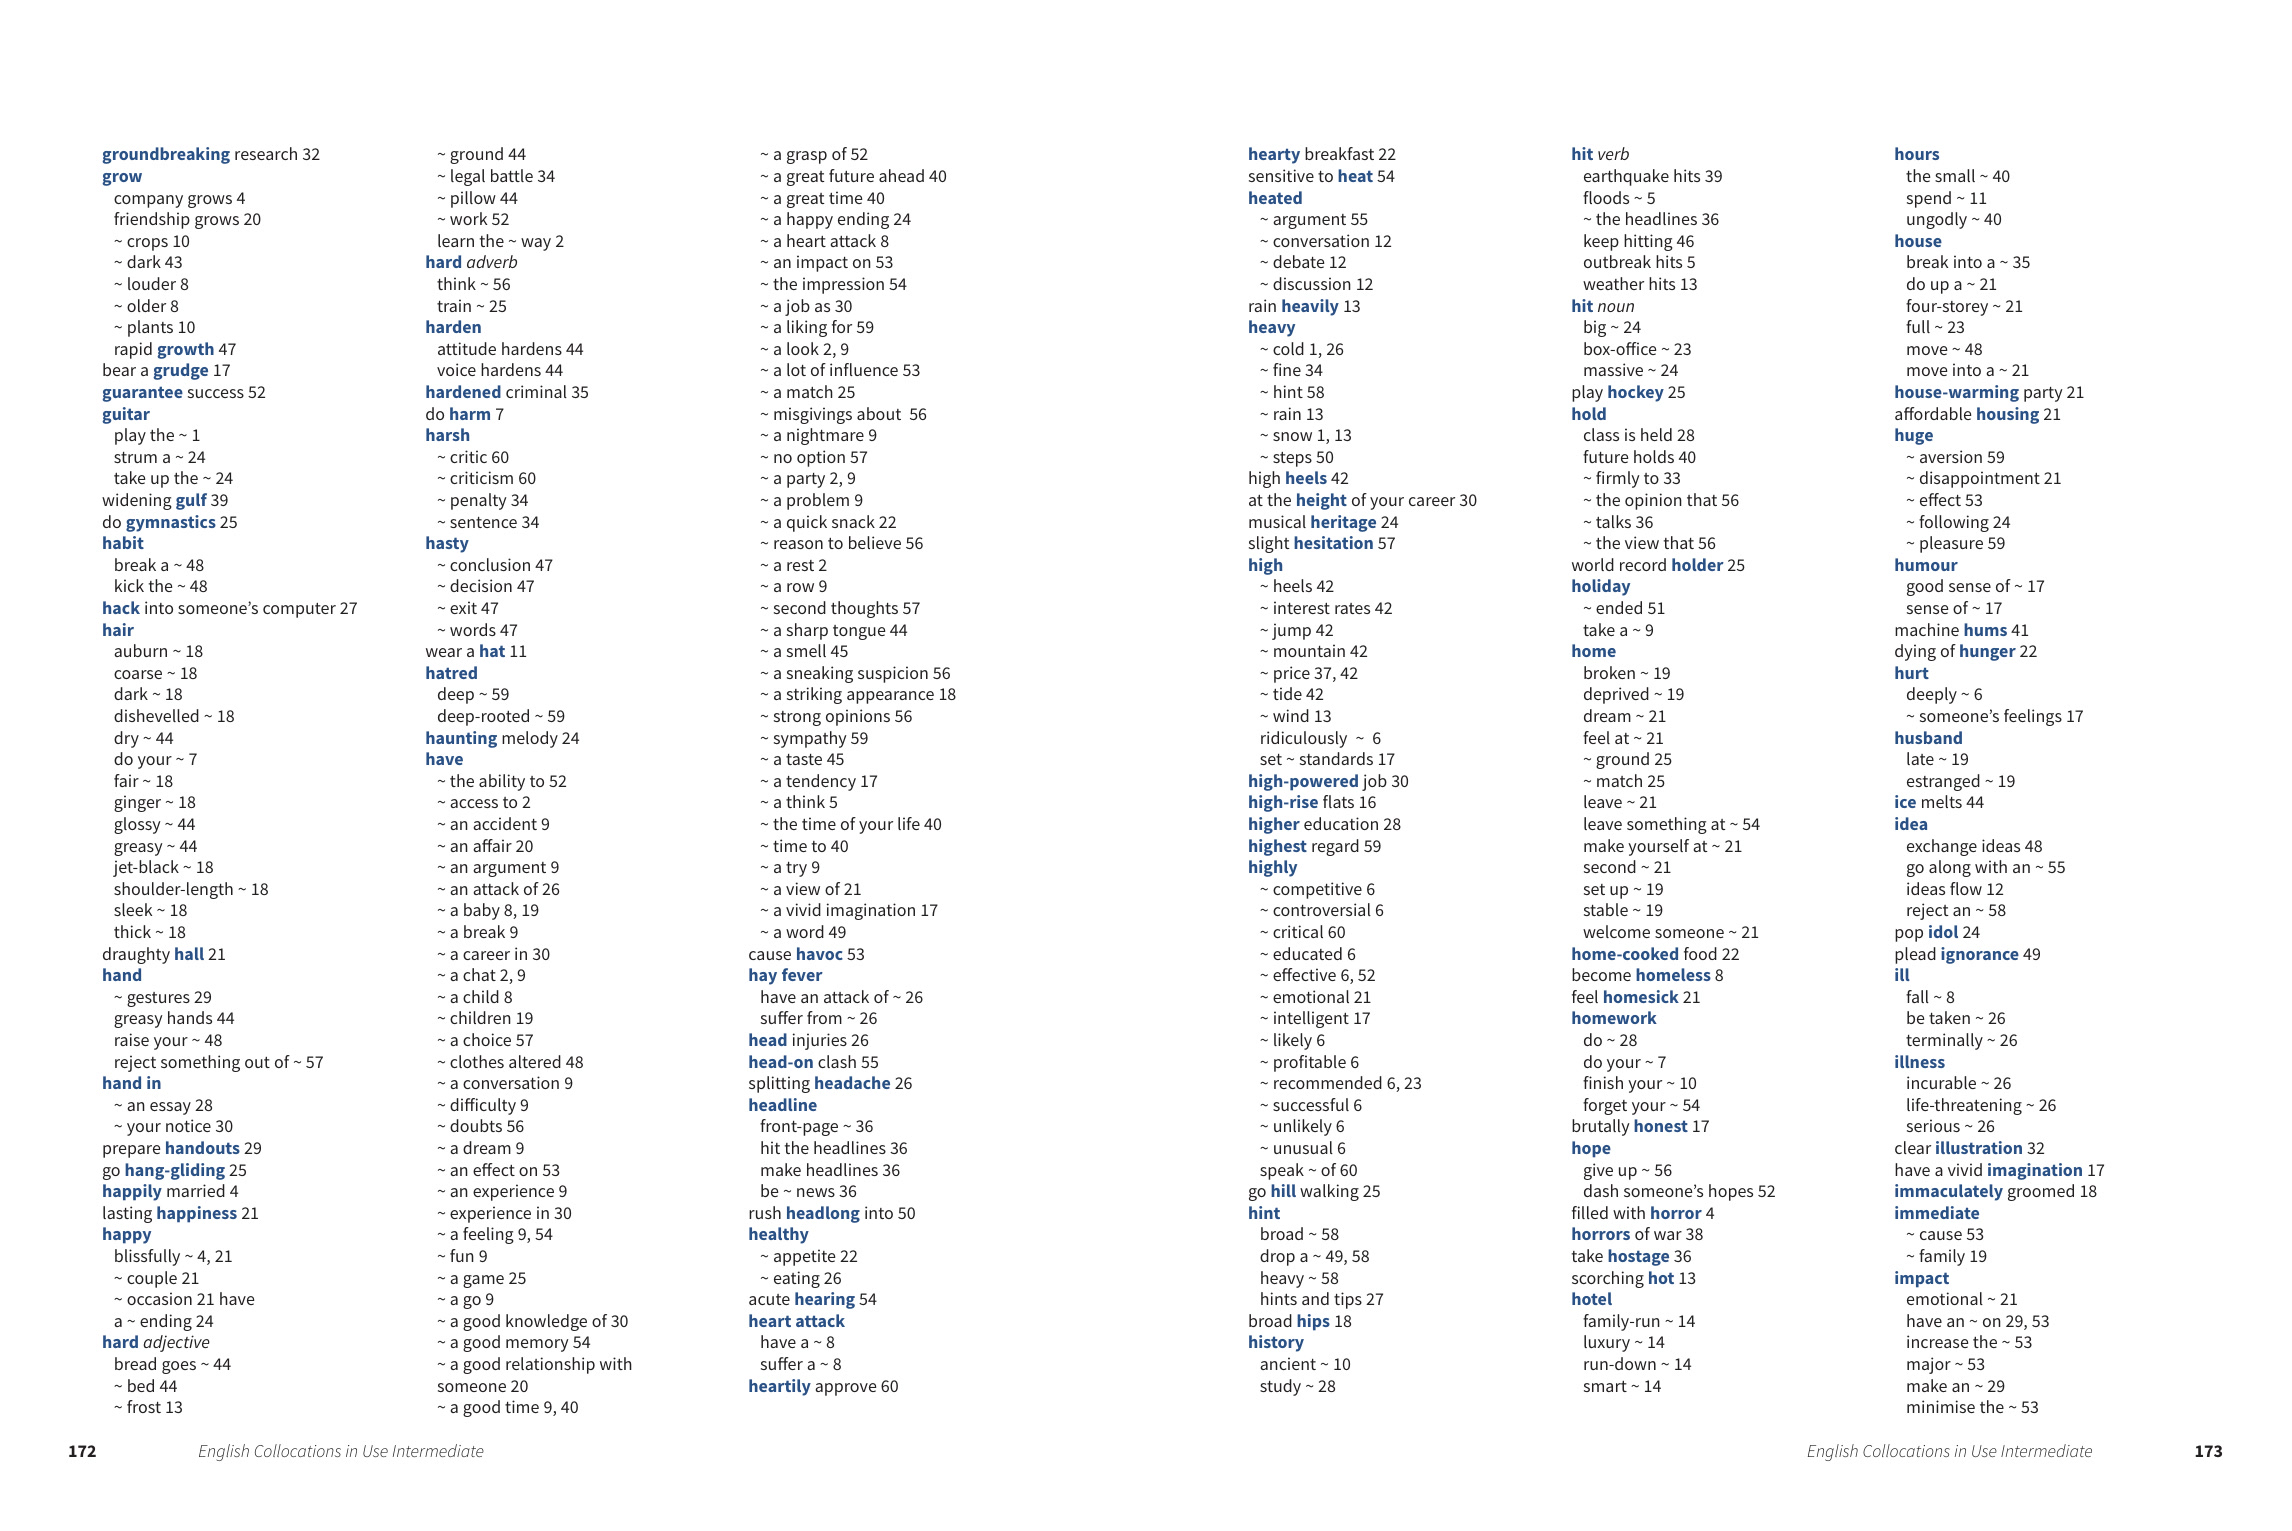 groundbreaking research 32
grow
company grows 4
friendship grows 20
~ crops 10
~ dark 43
~ louder 8
~ older 8
~ plants 10
rapid growth 47
bear a grudge 17
guarantee success 52
guitar
play the ~ 1
strum a ~ 24
take up the ~ 24
widening gulf 39
do gymnastics 25
habit
break a ~ 48
kick the ~ 48
hack into someone's computer 27
hair
auburn ~ 18
coarse ~ 18
dark ~ 18
dishevelled ~ 18
dry ~ 44
do your ~ 7
fair ~ 18
ginger ~ 18
glossy ~ 44
greasy ~ 44
jet-black ~ 18
shoulder-length ~ 18
sleek ~ 18
thick ~ 18
draughty hall 21
hand
~ gestures 29
greasy hands 44
raise your ~ 48
reject something out of ~ 57
hand in
~ an essay 28
~ your notice 30
prepare handouts 29
go hang-gliding 25
happily married 4
lasting happiness 21
happy
blissfully ~ 4, 21
~ couple 21
~ occasion 21 have
a ~ ending 24
hard adjective
bread goes ~ 44
~ bed 44
~ frost 13
~ ground 44
~ legal battle 34
~ pillow 44
~ work 52
learn the ~ way 2
hard adverb
think ~ 56
train ~ 25
harden
attitude hardens 44
voice hardens 44
hardened criminal 35
do harm 7
harsh
~ critic 60
~ criticism 60
~ penalty 34
~ sentence 34
hasty
~ conclusion 47
~ decision 47
~ exit 47
~ words 47
wear a hat 11
hatred
deep ~ 59
deep-rooted ~ 59
haunting melody 24
have
~ the ability to 52
~ access to 2
~ an accident 9
~ an affair 20
~ an argument 9
~ an attack of 26
~ a baby 8, 19
~ a break 9
~ a career in 30
~ a chat 2, 9
~ a child 8
~ children 19
~ a choice 57
~ clothes altered 48
~ a conversation 9
~ difficulty 9
~ doubts 56
~ a dream 9
~ an effect on 53
~ an experience 9
~ experience in 30
~ a feeling 9, 54
~ fun 9
~ a game 25
~ a go 9
~ a good knowledge of 30
~ a good memory 54
~ a good relationship with
someone 20
~ a good time 9, 40
~ a grasp of 52
~ a great future ahead 40
~ a great time 40
~ a happy ending 24
~ a heart attack 8
~ an impact on 53
~ the impression 54
~ a job as 30
~ a liking for 59
~ a look 2, 9
~ a lot of influence 53
~ a match 25
~ misgivings about 56
~ a nightmare 9
~ no option 57
~ a party 2, 9
~ a problem 9
~ a quick snack 22
~ reason to believe 56
~ a rest 2
~ a row 9
~ second thoughts 57
~ a sharp tongue 44
~ a smell 45
~ a sneaking suspicion 56
~ a striking appearance 18
~ strong opinions 56
~ sympathy 59
~ a taste 45
~ a tendency 17
~ a think 5
~ the time of your life 40
~ time to 40
~ a try 9
~ a view of 21
~ a vivid imagination 17
~ a word 49
cause havoc 53
hay fever
have an attack of ~ 26
suffer from ~ 26
head injuries 26
head-on clash 55
splitting headache 26
headline
front-page ~ 36
hit the headlines 36
make headlines 36
be ~ news 36
rush headlong into 50
healthy
~ appetite 22
~ eating 26
acute hearing 54
heart attack
have a ~ 8
suffer a ~ 8
heartily approve 60
172 English Collocations in Use Intermediate
hearty breakfast 22
sensitive to heat 54
heated
~ argument 55
~ conversation 12
~ debate 12
~ discussion 12
rain heavily 13
heavy
~ cold 1, 26
~ fine 34
~ hint 58
~ rain 13
~ snow 1, 13
~ steps 50
high heels 42
at the height of your career 30
musical heritage 24
slight hesitation 57
high
~ heels 42
~ interest rates 42
~ jump 42
~ mountain 42
~ price 37, 42
~ tide 42
~ wind 13
ridiculously ~ 6
set ~ standards 17
high-powered job 30
high-rise flats 16
higher education 28
highest regard 59
highly
~ competitive 6
~ controversial 6
~ critical 60
~ educated 6
~ effective 6, 52
~ emotional 21
~ intelligent 17
~ likely 6
~ profitable 6
~ recommended 6, 23
~ successful 6
~ unlikely 6
~ unusual 6
speak ~ of 60
go hill walking 25
hint
broad ~ 58
drop a ~ 49, 58
heavy ~ 58
hints and tips 27
broad hips 18
history
ancient ~ 10
study ~ 28
hit verb
earthquake hits 39
floods ~ 5
~ the headlines 36
keep hitting 46
outbreak hits 5
weather hits 13
hit noun
big ~ 24
box-office ~ 23
massive ~ 24
play hockey 25
hold
class is held 28
future holds 40
~ firmly to 33
~ the opinion that 56
~ talks 36
~ the view that 56
world record holder 25
holiday
~ ended 51
take a ~ 9
home
broken ~ 19
deprived ~ 19
dream ~ 21
feel at ~ 21
~ ground 25
~ match 25
leave ~ 21
leave something at ~ 54
make yourself at ~ 21
second ~ 21
set up ~ 19
stable ~ 19
welcome someone ~ 21
home-cooked food 22
become homeless 8
feel homesick 21
homework
do ~ 28
do your ~ 7
finish your ~ 10
forget your ~ 54
brutally honest 17
hope
give up ~ 56
dash someone's hopes 52
filled with horror 4
horrors of war 38
take hostage 36
scorching hot 13
hotel
family-run ~ 14
luxury ~ 14
run-down ~ 14
smart ~ 14
hours
the small ~ 40
spend ~ 11
ungodly ~ 40
house
break into a ~ 35
do up a ~ 21
four-storey ~ 21
full ~ 23
move ~ 48
move into a ~ 21
house-warming party 21
affordable housing 21
huge
~ aversion 59
~ disappointment 21
~ effect 53
~ following 24
~ pleasure 59
humour
good sense of ~ 17
sense of ~ 17
machine hums 41
dying of hunger 22
hurt
deeply ~ 6
~ someone's feelings 17
husband
late ~ 19
estranged ~ 19
ice melts 44
idea
exchange ideas 48
go along with an ~ 55
ideas flow 12
reject an ~ 58
pop idol 24
plead ignorance 49
ill
fall ~ 8
be taken ~ 26
terminally ~ 26
illness
incurable ~ 26
life-threatening ~ 26
serious ~ 26
clear illustration 32
have a vivid imagination 17
immaculately groomed 18
immediate
~ cause 53
~ family 19
impact
emotional ~ 21
have an ~ on 29, 53
increase the ~ 53
major ~ 53
make an ~ 29
minimise the ~ 53
English Collocations in Use Intermediate 173